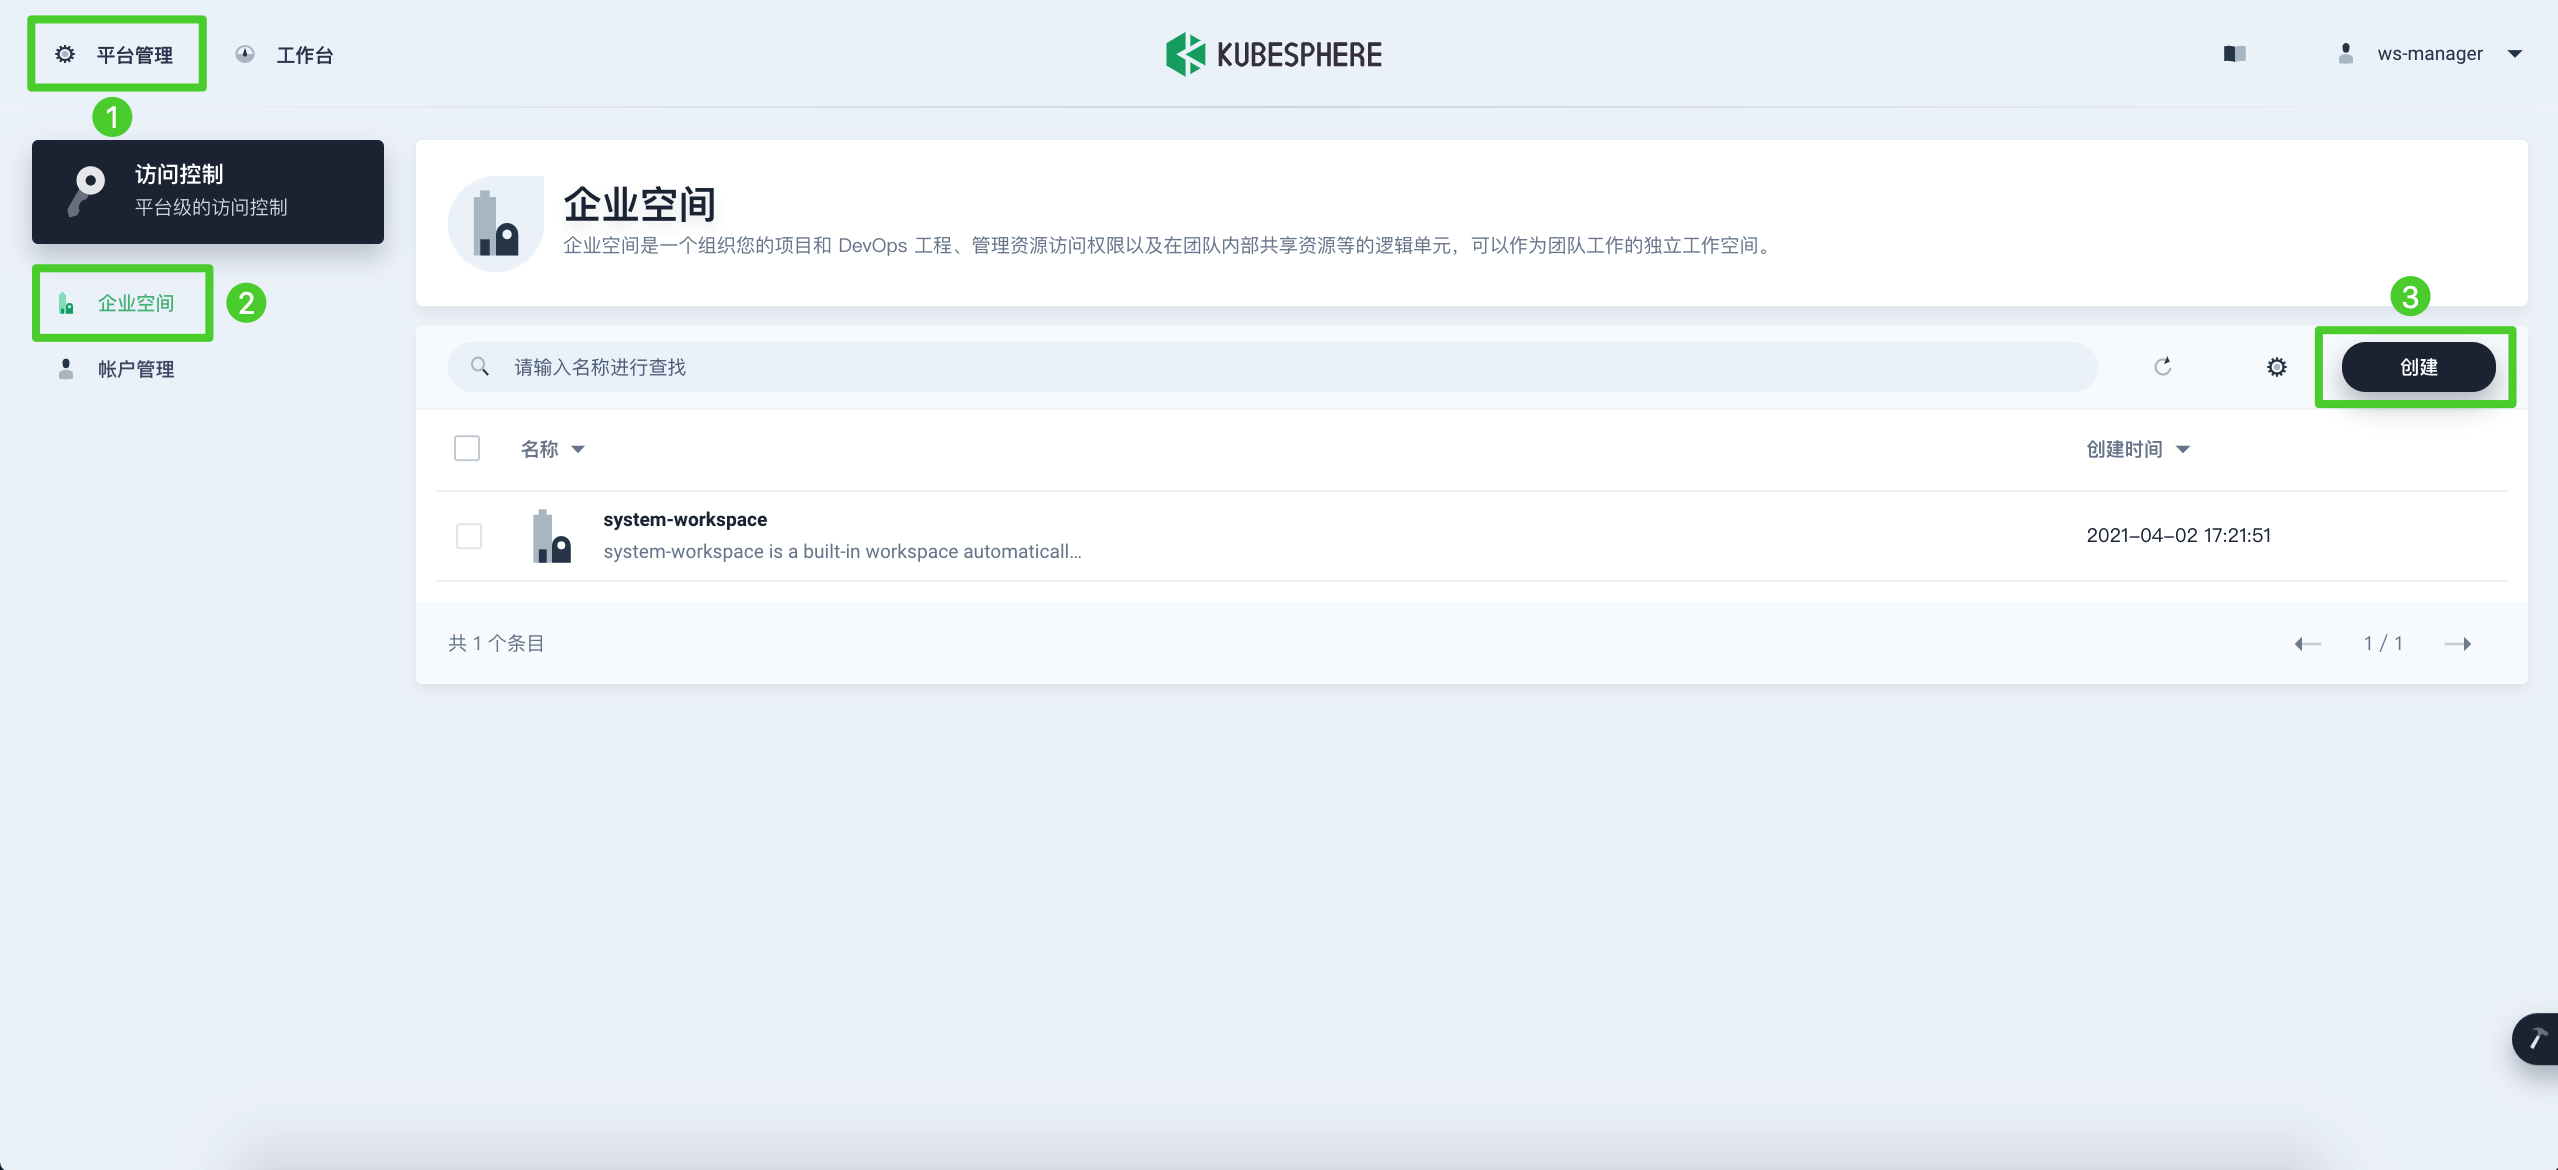 平台管理
工作台
KUBESPHERE
ws-manager
1
访问控制
平台级的访问控制
企业空间
2
帐户管理
企业空间
企业空间是一个组织您的项目和 DevOps 工程、管理资源访问权限以及在团队内部共享资源等的逻辑单元，可以作为团队工作的独立工作空间。
3
请输入名称进行查找
创建
名称
创建时间
system-workspace
system-workspace is a built-in workspace automaticall...
2021-04-02 17:21:51
共 1 个条目
1 / 1